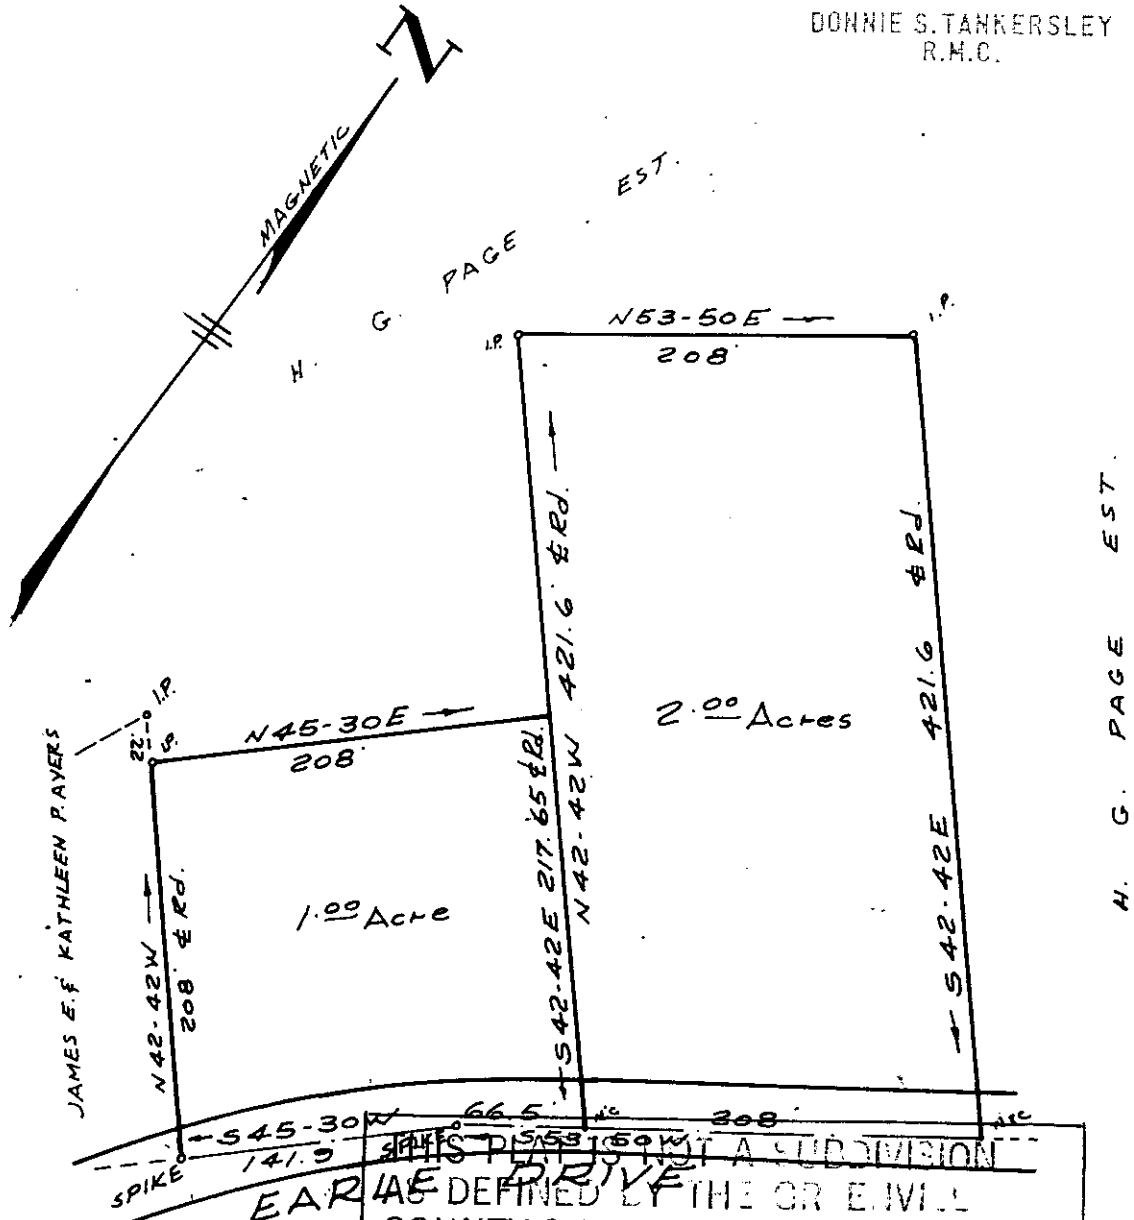 DONNIE S. TANKERSLEY
R.M.C.
N
MAGNETIC
H. G. PAGE EST.
I.P.
N53-50E
I.P.
208'
N42-42W 421.6' ℄ Rd.
S42-42E 421.6 ℄ Rd.
2.00 Acres
H. G. PAGE EST.
I.P.
22'
I.P.
N45-30E
208'
JAMES E. & KATHLEEN P. AYERS
N42-42W
208' ℄ Rd.
1.00 Acre
S42-42E 217.65 ℄ Rd.
S45-30W
141.9
66.5
N.C.
208
SPIKE
SPIKE
S53-50W
EARLE DRIVE
THIS PLAT IS NOT A SUBDIVISION
AS DEFINED BY THE